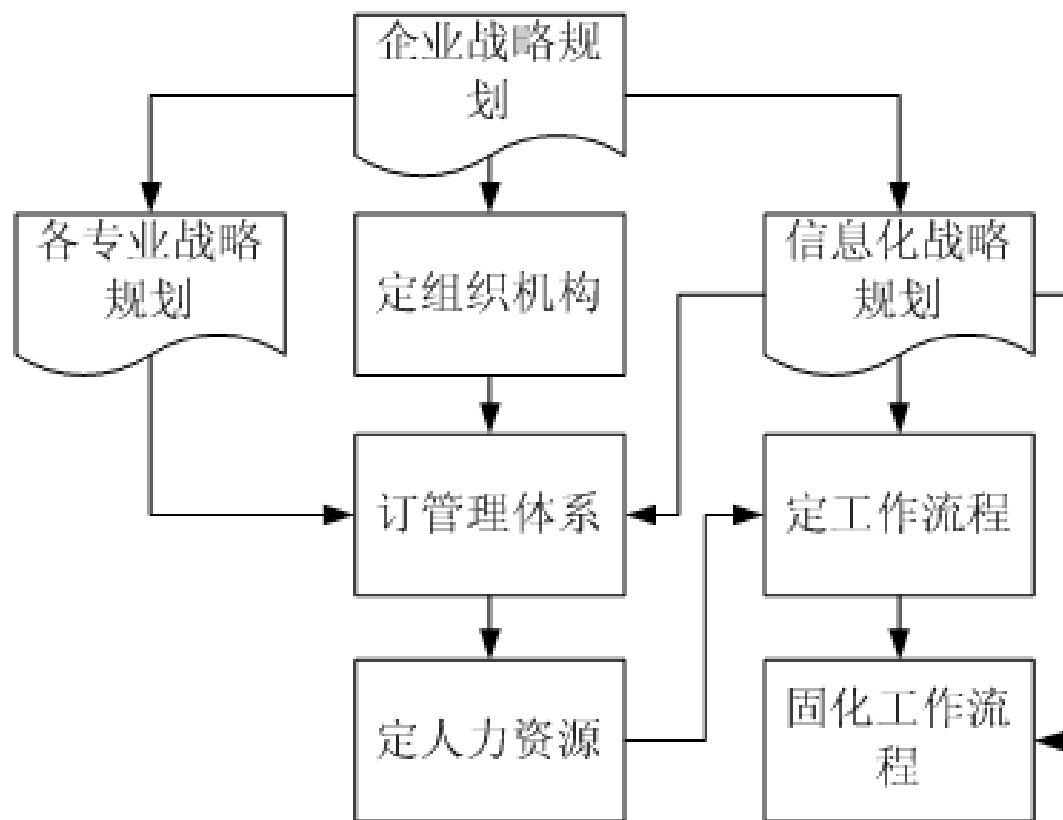 企业战略规
划
各专业战略
规划
定组织机构
信息化战略
规划
订管理体系
定工作流程
定人力资源
固化工作流
程